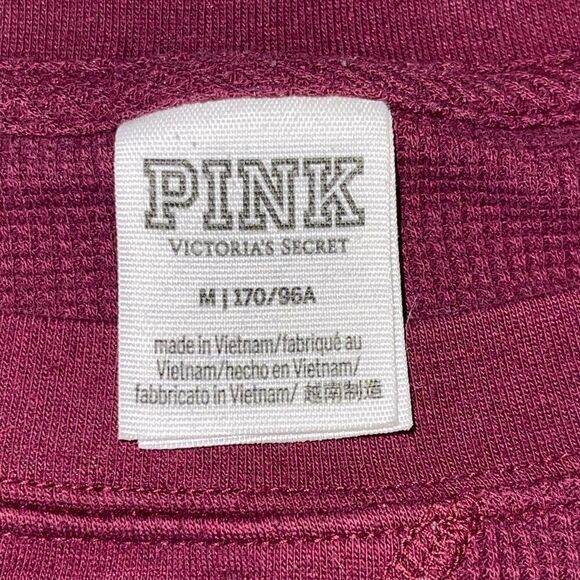 PINK
VICTORIA'S SECRET
M | 170/96A
made in Vietnam/fabriqué au
Vietnam/hecho en Vietnam/
fabbricato in Vietnam/ 越南制造